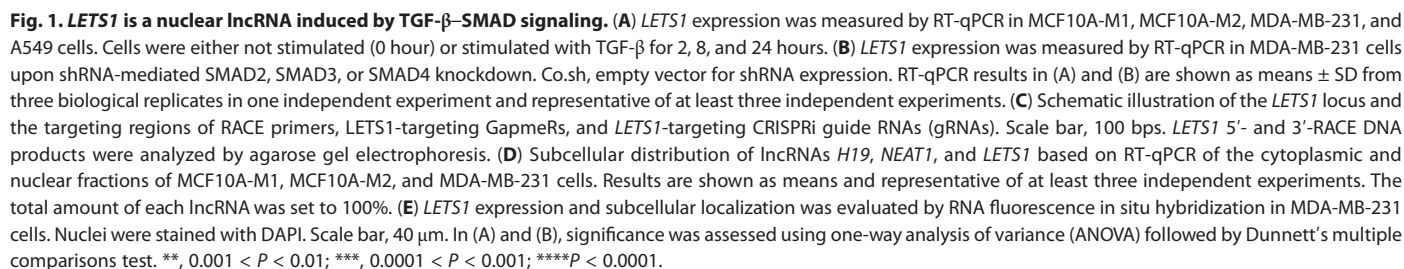 Fig. 1. LETS1 is a nuclear lncRNA induced by TGF-β–SMAD signaling. (A) LETS1 expression was measured by RT-qPCR in MCF10A-M1, MCF10A-M2, MDA-MB-231, and
A549 cells. Cells were either not stimulated (0 hour) or stimulated with TGF-β for 2, 8, and 24 hours. (B) LETS1 expression was measured by RT-qPCR in MDA-MB-231 cells
upon shRNA-mediated SMAD2, SMAD3, or SMAD4 knockdown. Co.sh, empty vector for shRNA expression. RT-qPCR results in (A) and (B) are shown as means ± SD from
three biological replicates in one independent experiment and representative of at least three independent experiments. (C) Schematic illustration of the LETS1 locus and
the targeting regions of RACE primers, LETS1-targeting GapmeRs, and LETS1-targeting CRISPRi guide RNAs (gRNAs). Scale bar, 100 bps. LETS1 5′- and 3′-RACE DNA
products were analyzed by agarose gel electrophoresis. (D) Subcellular distribution of lncRNAs H19, NEAT1, and LETS1 based on RT-qPCR of the cytoplasmic and
nuclear fractions of MCF10A-M1, MCF10A-M2, and MDA-MB-231 cells. Results are shown as means and representative of at least three independent experiments. The
total amount of each lncRNA was set to 100%. (E) LETS1 expression and subcellular localization was evaluated by RNA fluorescence in situ hybridization in MDA-MB-231
cells. Nuclei were stained with DAPI. Scale bar, 40 μm. In (A) and (B), significance was assessed using one-way analysis of variance (ANOVA) followed by Dunnett's multiple
comparisons test. **, 0.001 < P < 0.01; ***, 0.0001 < P < 0.001; ****P < 0.0001.